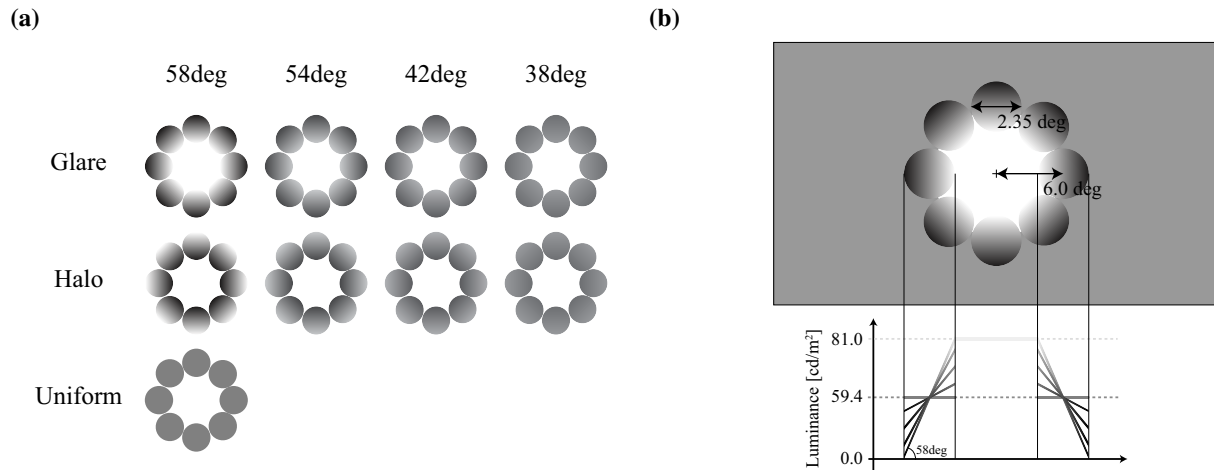 (a)
58deg 54deg 42deg 38deg
Glare
Halo
Uniform
(b)
2.35 deg
6.0 deg
Luminance [cd/m²]
81.0
59.4
0.0
58deg